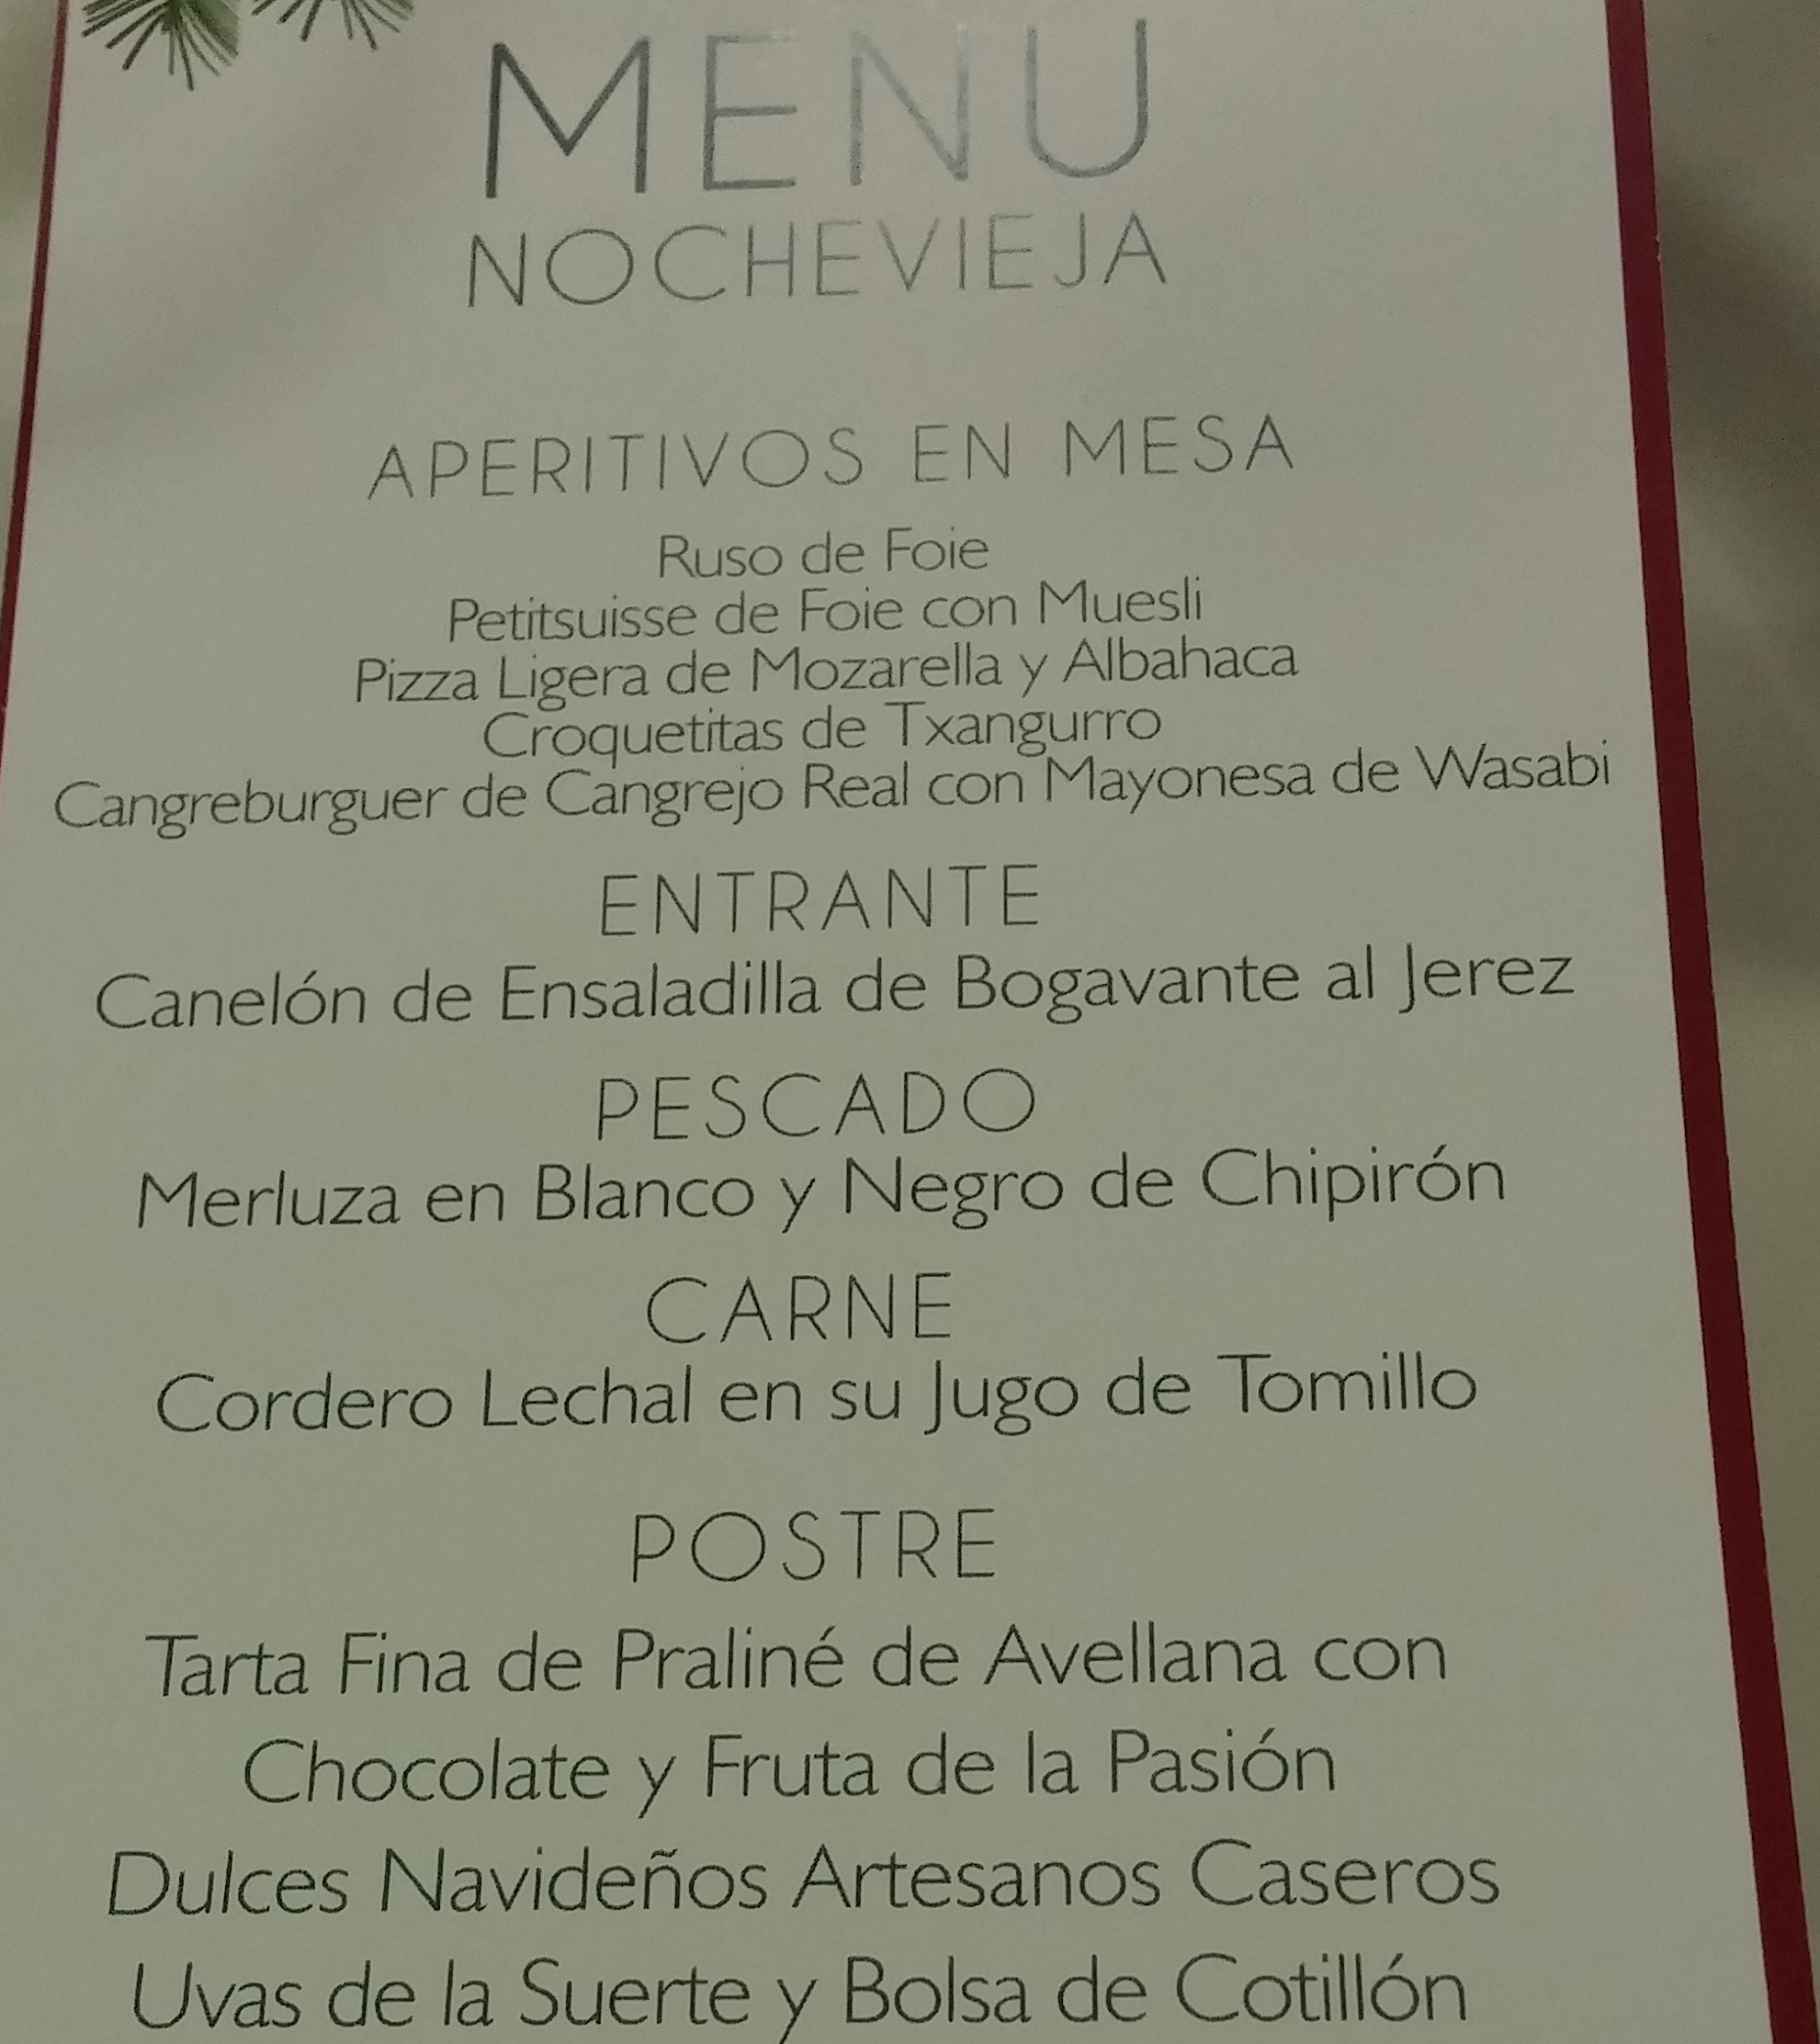 MENU
NOCHEVIEJA
APERITIVOS EN MESA
Ruso de Foie
Petitsuisse de Foie con Muesli
Pizza Ligera de Mozarella y Albahaca
Croquetitas de Txangurro
Cangreburguer de Cangrejo Real con Mayonesa de Wasabi
ENTRANTE
Canelón de Ensaladilla de Bogavante al Jerez
PESCADO
Merluza en Blanco y Negro de Chipirón
CARNE
Cordero Lechal en su Jugo de Tomillo
POSTRE
Tarta Fina de Praliné de Avellana con
Chocolate y Fruta de la Pasión
Dulces Navideños Artesanos Caseros
Uvas de la Suerte y Bolsa de Cotillón